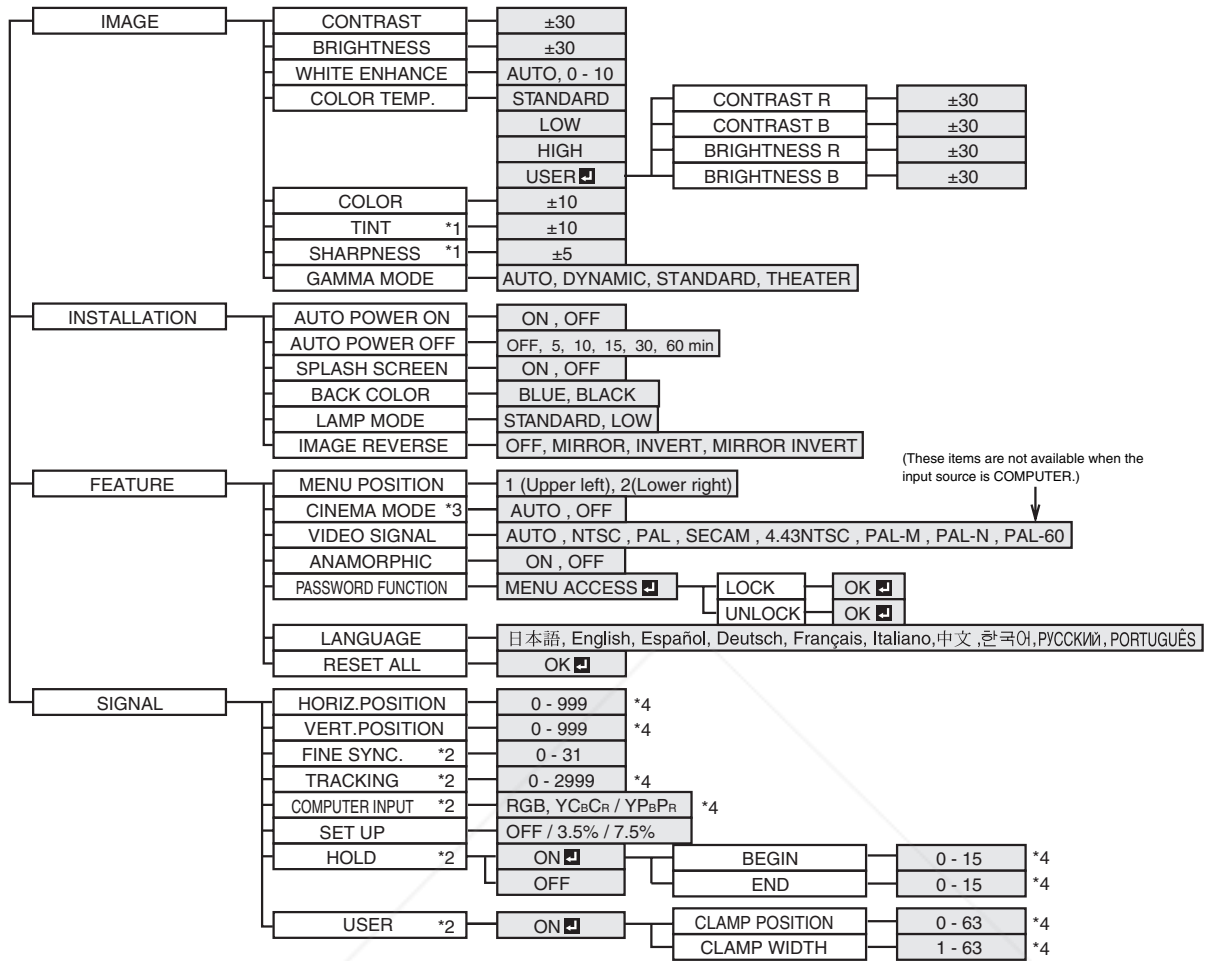 IMAGE CONTRAST ±30
BRIGHTNESS ±30
WHITE ENHANCE AUTO, 0 - 10
COLOR TEMP. STANDARD CONTRAST R ±30
LOW CONTRAST B ±30
HIGH BRIGHTNESS R ±30
USER BRIGHTNESS B ±30
COLOR ±10
TINT *1 ±10
SHARPNESS *1 ±5
GAMMA MODE AUTO, DYNAMIC, STANDARD, THEATER
INSTALLATION AUTO POWER ON ON , OFF
AUTO POWER OFF OFF, 5, 10, 15, 30, 60 min
SPLASH SCREEN ON , OFF
BACK COLOR BLUE, BLACK
LAMP MODE STANDARD, LOW
IMAGE REVERSE OFF, MIRROR, INVERT, MIRROR INVERT
(These items are not available when the
input source is COMPUTER.)
FEATURE MENU POSITION 1 (Upper left), 2(Lower right)
CINEMA MODE *3 AUTO , OFF
VIDEO SIGNAL AUTO , NTSC , PAL , SECAM , 4.43NTSC , PAL-M , PAL-N , PAL-60
ANAMORPHIC ON , OFF
PASSWORD FUNCTION MENU ACCESS LOCK OK
UNLOCK OK
LANGUAGE 日本語, English, Español, Deutsch, Français, Italiano,中文 ,한국어,РУССКИЙ, PORTUGUÊS
RESET ALL OK
SIGNAL HORIZ.POSITION 0 - 999 *4
VERT.POSITION 0 - 999 *4
FINE SYNC. *2 0 - 31
TRACKING *2 0 - 2999 *4
COMPUTER INPUT *2 RGB, YCBCR / YPBPR *4
SET UP OFF / 3.5% / 7.5%
HOLD *2 ON BEGIN 0 - 15 *4
OFF END 0 - 15 *4
USER *2 ON CLAMP POSITION 0 - 63 *4
CLAMP WIDTH 1 - 63 *4